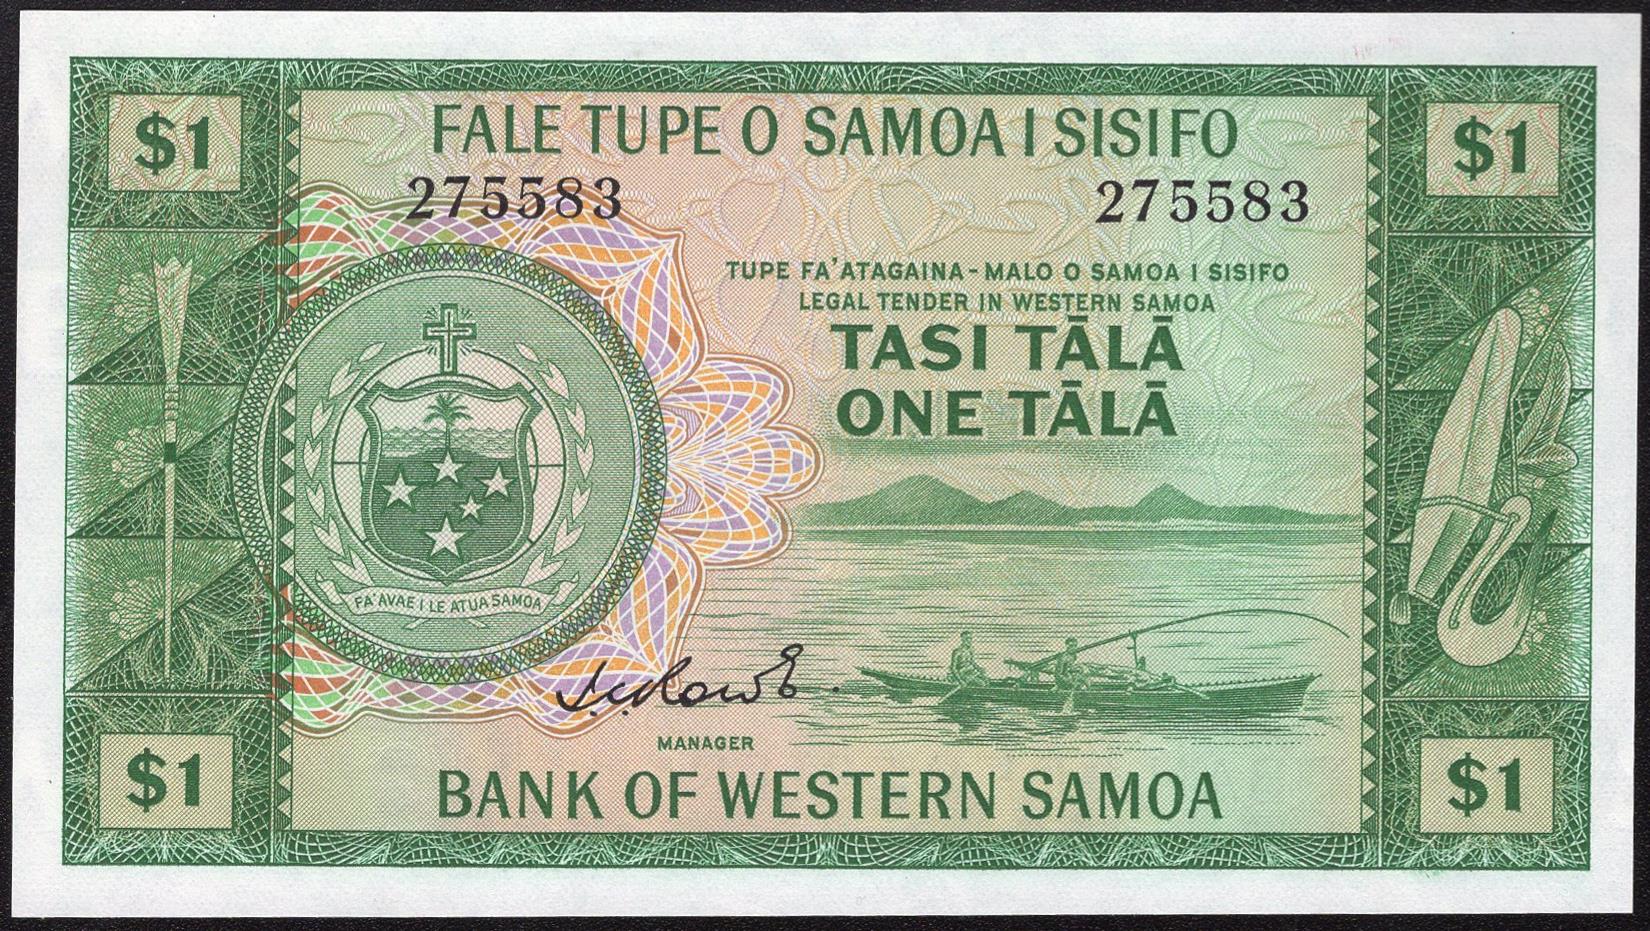 $1
FALE TUPE O SAMOA I SISIFO
$1
275583
275583
TUPE FA'ATAGAINA - MALO O SAMOA I SISIFO
LEGAL TENDER IN WESTERN SAMOA
TASI TĀLĀ
ONE TĀLĀ
FA'AVAE I LE ATUA SAMOA
MANAGER
$1
BANK OF WESTERN SAMOA
$1